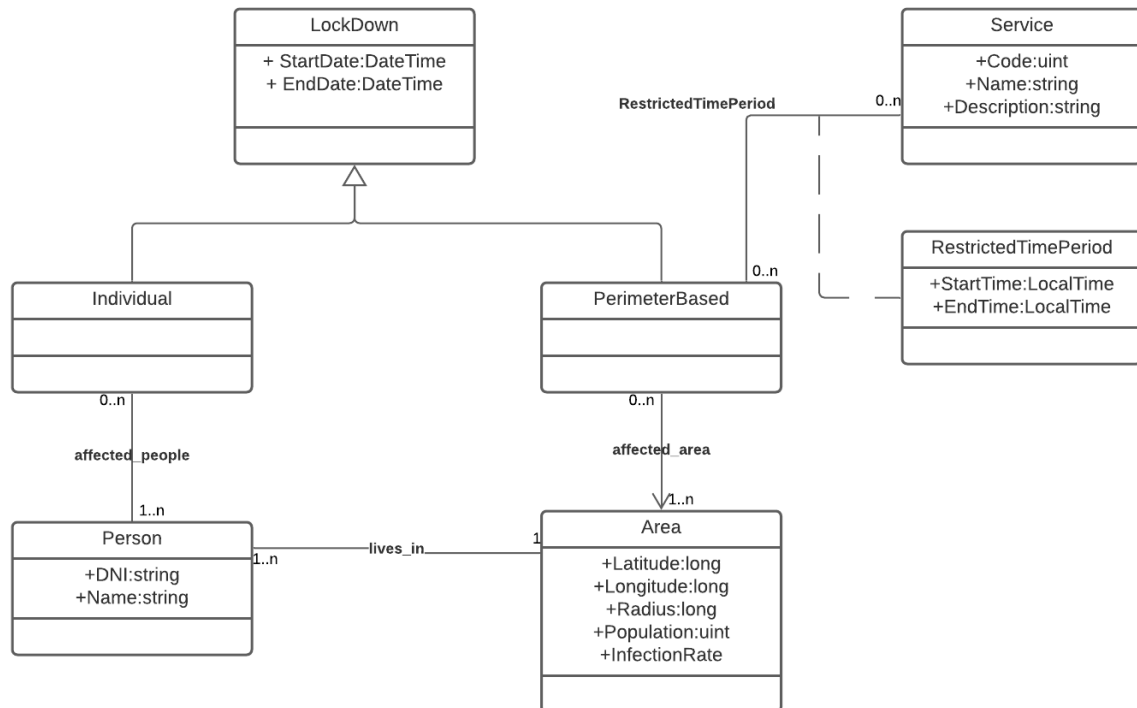 LockDown
+ StartDate:DateTime
+ EndDate:DateTime
Service
+Code:uint
+Name:string
+Description:string
RestrictedTimePeriod
0..n
RestrictedTimePeriod
+StartTime:LocalTime
+EndTime:LocalTime
0..n
Individual
PerimeterBased
0..n
0..n
affected_people
affected_area
1..n
1..n
Person
+DNI:string
+Name:string
lives_in
1..n
1
Area
+Latitude:long
+Longitude:long
+Radius:long
+Population:uint
+InfectionRate